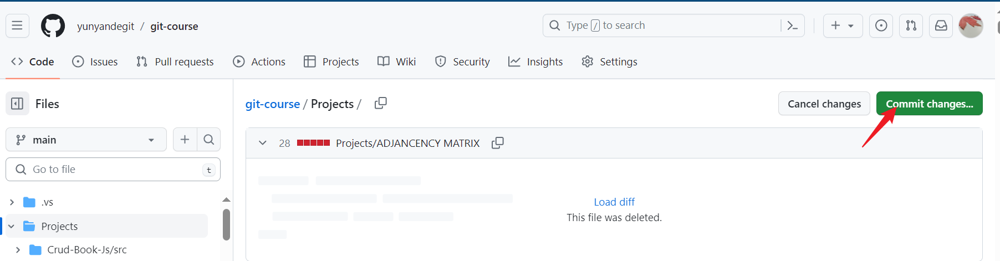 yunyandegit / git-course
Type / to search
Code Issues Pull requests Actions Projects Wiki Security Insights Settings
Files
git-course / Projects /
Cancel changes
Commit changes...
main
28 Projects/ADJANCENCY MATRIX
Go to file t
.vs
Projects
Crud-Book-Js/src
Load diff
This file was deleted.